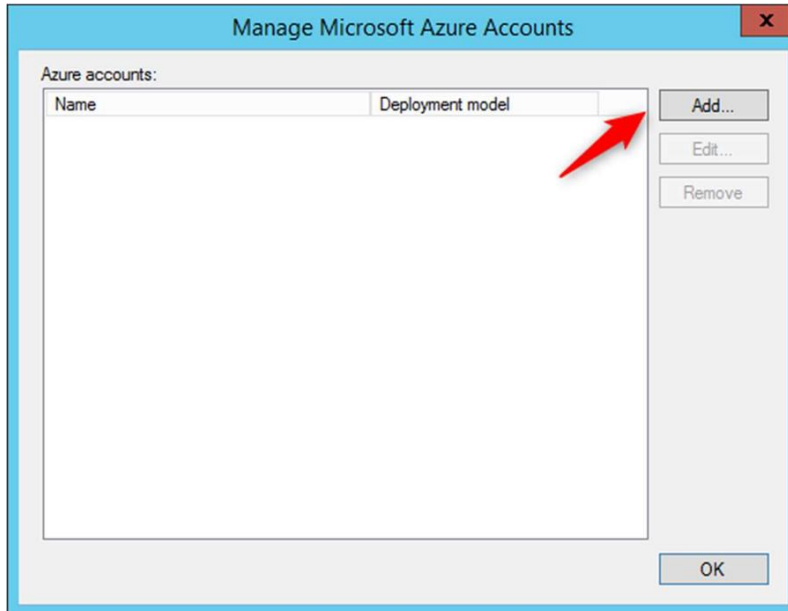 Manage Microsoft Azure Accounts
x
Azure accounts:
Name Deployment model
Add...
Edit...
Remove
OK